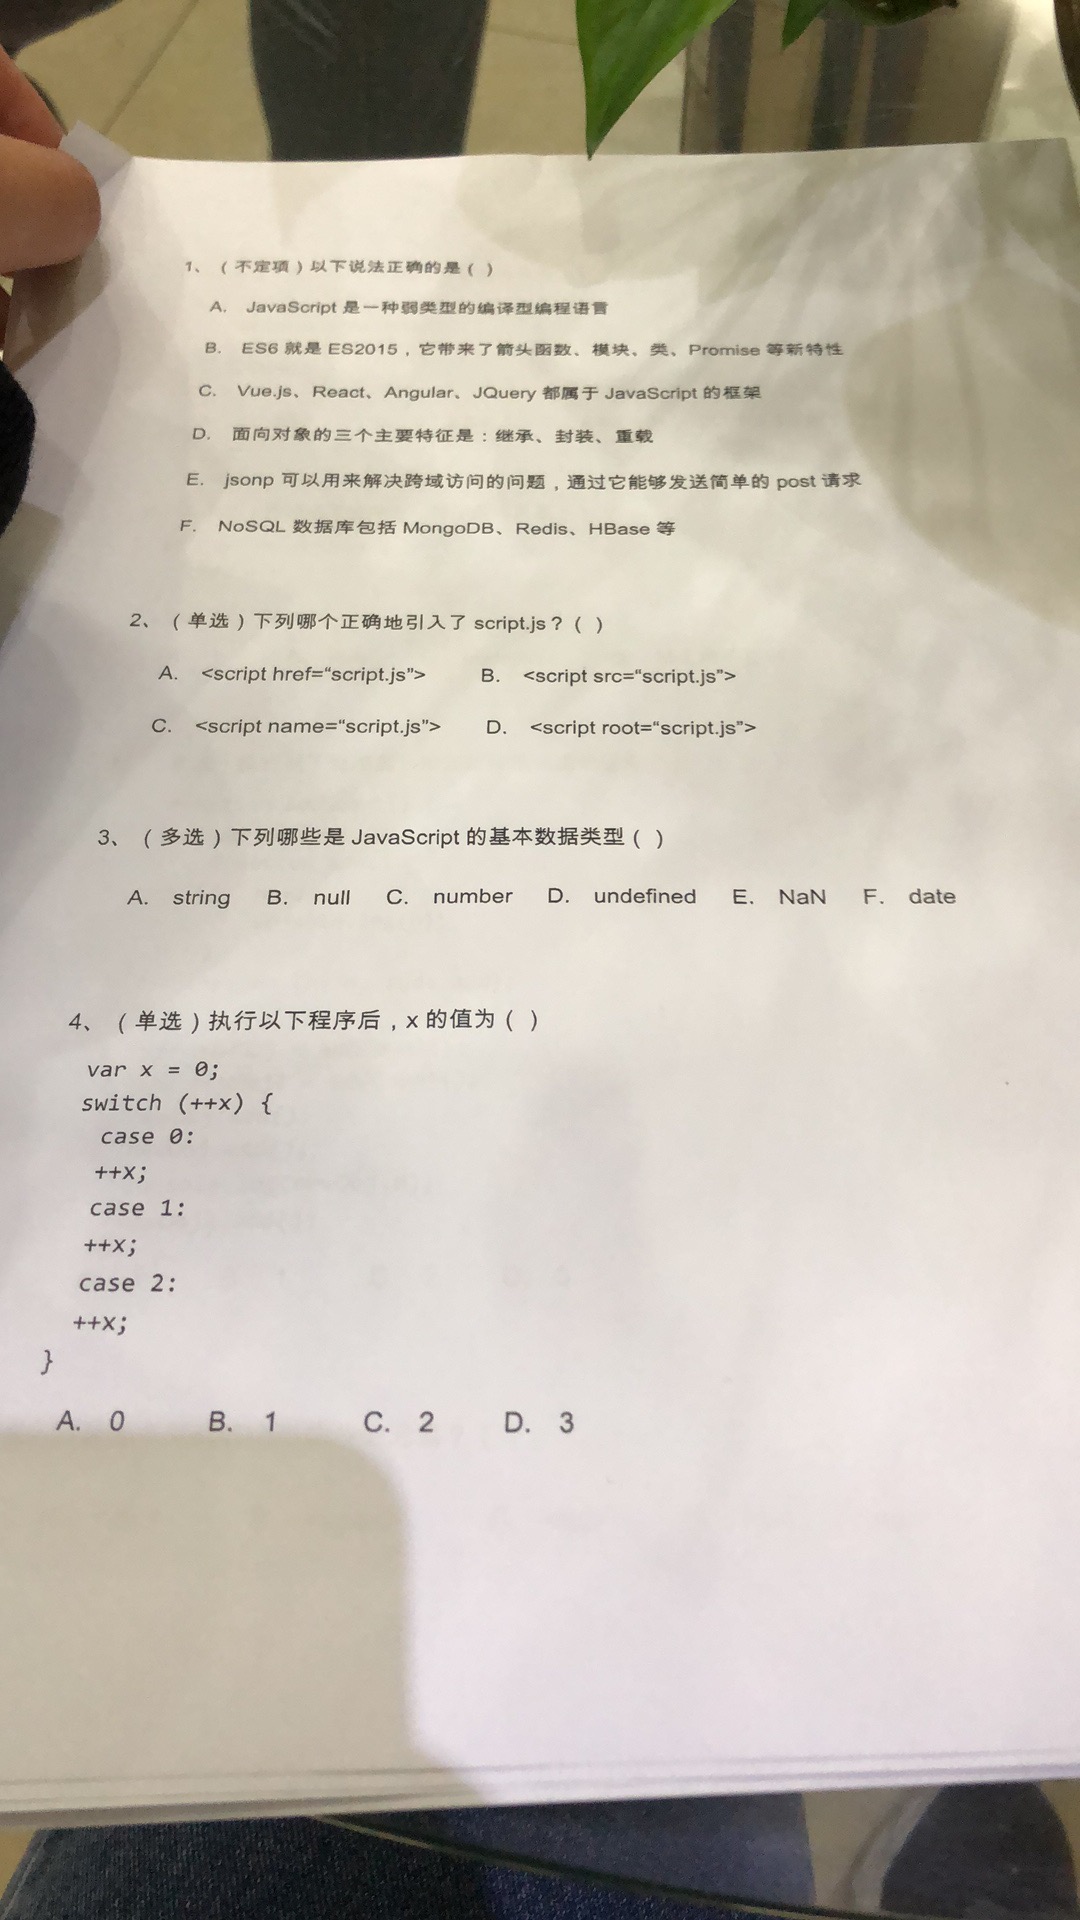 1、（不定项）以下说法正确的是（ ）
A. JavaScript 是一种弱类型的编译型编程语言
B. ES6 就是 ES2015，它带来了箭头函数、模块、类、Promise 等新特性
C. Vue.js、React、Angular、JQuery 都属于 JavaScript 的框架
D. 面向对象的三个主要特征是：继承、封装、重载
E. jsonp 可以用来解决跨域访问的问题，通过它能够发送简单的 post 请求
F. NoSQL 数据库包括 MongoDB、Redis、HBase 等
2、（单选）下列哪个正确地引入了 script.js？（ ）
A. <script href=“script.js”> B. <script src=“script.js”>
C. <script name=“script.js”> D. <script root=“script.js”>
3、（多选）下列哪些是 JavaScript 的基本数据类型（ ）
A. string B. null C. number D. undefined E. NaN F. date
4、（单选）执行以下程序后，x 的值为（ ）
var x = 0;
switch (++x) {
case 0:
++x;
case 1:
++x;
case 2:
++x;
}
A. 0 B. 1 C. 2 D. 3